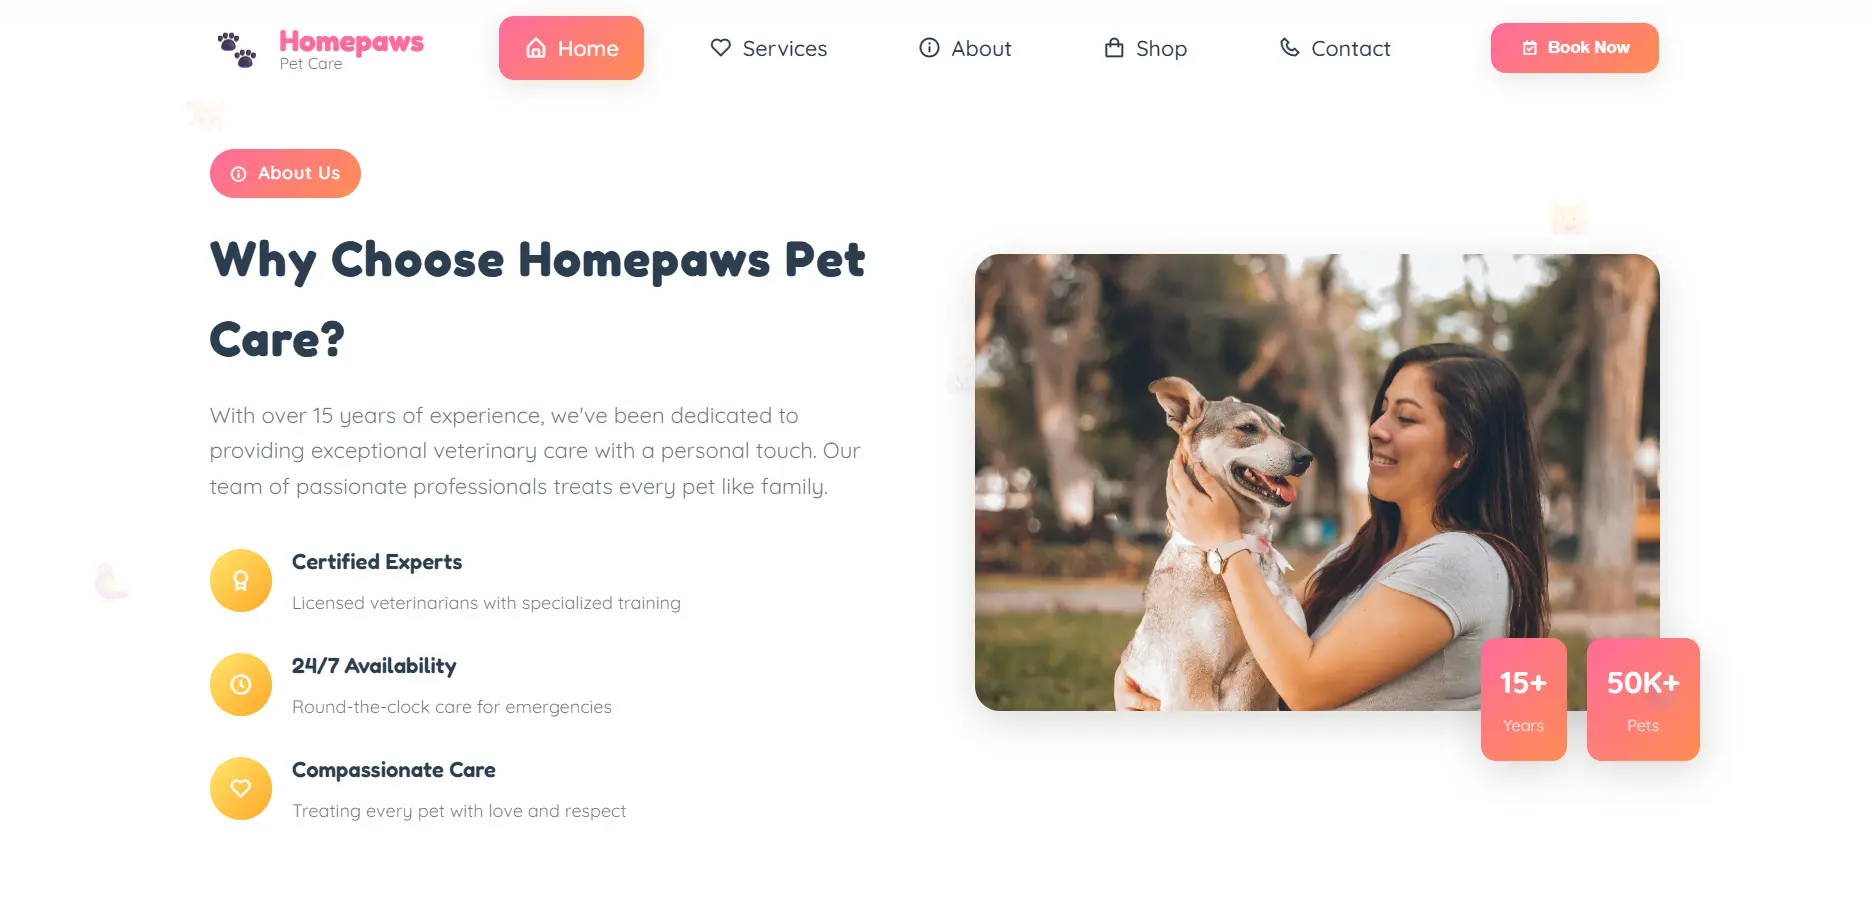 Homepaws
Pet Care
Home
Services
About
Shop
Contact
Book Now
About Us
Why Choose Homepaws Pet
Care?
With over 15 years of experience, we've been dedicated to
providing exceptional veterinary care with a personal touch. Our
team of passionate professionals treats every pet like family.
Certified Experts
Licensed veterinarians with specialized training
24/7 Availability
Round-the-clock care for emergencies
Compassionate Care
Treating every pet with love and respect
15+
Years
50K+
Pets